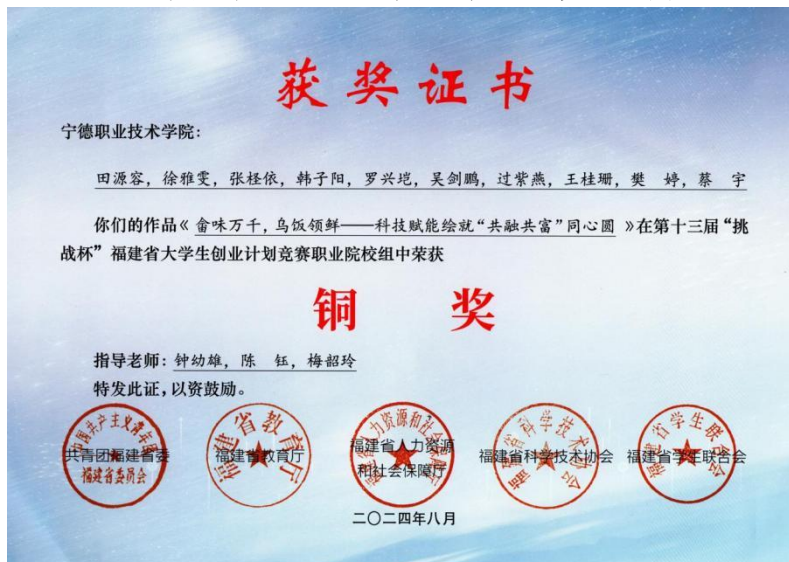 获奖证书
宁德职业技术学院:
田源容，徐雅雯，张柽依，韩子阳，罗兴垲，吴剑鹏，过紫燕，王桂珊，樊 婷，蔡 宇
你们的作品《畲味万千，乌饭领鲜——科技赋能绘就“共融共富”同心圆》在第十三届“挑
战杯”福建省大学生创业计划竞赛职业院校组中荣获
铜 奖
指导老师：钟幼雄，陈 钰，梅韶玲
特发此证，以资鼓励。
共青团福建省委 福建省教育厅 福建省人力资源 福建省科学技术协会 福建省学生联合会
和社会保障厅
福建省委员会
二〇二四年八月